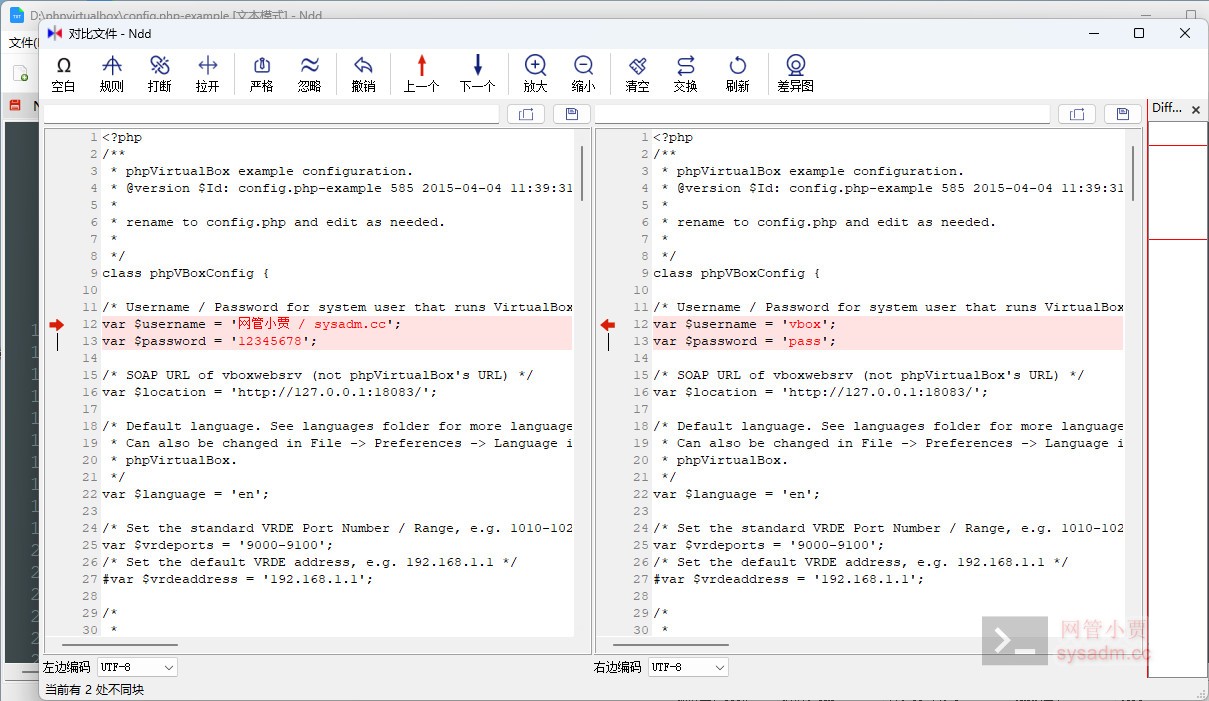 D:\phpvirtualbox\config.php-example [文本模式] - Ndd
文件(
对比文件 - Ndd
空白 规则 打断 拉开 严格 忽略 撤销 上一个 下一个 放大 缩小 清空 交换 刷新 差异图
Diff...
1 <?php
2 /**
3  * phpVirtualBox example configuration.
4  * @version $Id: config.php-example 585 2015-04-04 11:39:31
5  *
6  * rename to config.php and edit as needed.
7  *
8  */
9 class phpVBoxConfig {
10
11 /* Username / Password for system user that runs VirtualBox
12 var $username = '网管小贾 / sysadm.cc';
13 var $password = '12345678';
14
15 /* SOAP URL of vboxwebsrv (not phpVirtualBox's URL) */
16 var $location = 'http://127.0.0.1:18083/';
17
18 /* Default language. See languages folder for more language
19  * Can also be changed in File -> Preferences -> Language i
20  * phpVirtualBox.
21  */
22 var $language = 'en';
23
24 /* Set the standard VRDE Port Number / Range, e.g. 1010-102
25 var $vrdeports = '9000-9100';
26 /* Set the default VRDE address, e.g. 192.168.1.1 */
27 #var $vrdeaddress = '192.168.1.1';
28
29 /*
30  *
1 <?php
2 /**
3  * phpVirtualBox example configuration.
4  * @version $Id: config.php-example 585 2015-04-04 11:39:31
5  *
6  * rename to config.php and edit as needed.
7  *
8  */
9 class phpVBoxConfig {
10
11 /* Username / Password for system user that runs VirtualBox
12 var $username = 'vbox';
13 var $password = 'pass';
14
15 /* SOAP URL of vboxwebsrv (not phpVirtualBox's URL) */
16 var $location = 'http://127.0.0.1:18083/';
17
18 /* Default language. See languages folder for more language
19  * Can also be changed in File -> Preferences -> Language i
20  * phpVirtualBox.
21  */
22 var $language = 'en';
23
24 /* Set the standard VRDE Port Number / Range, e.g. 1010-102
25 var $vrdeports = '9000-9100';
26 /* Set the default VRDE address, e.g. 192.168.1.1 */
27 #var $vrdeaddress = '192.168.1.1';
28
29 /*
30  *
网管小贾
sysadm.cc
左边编码 UTF-8
右边编码 UTF-8
当前有 2 处不同块